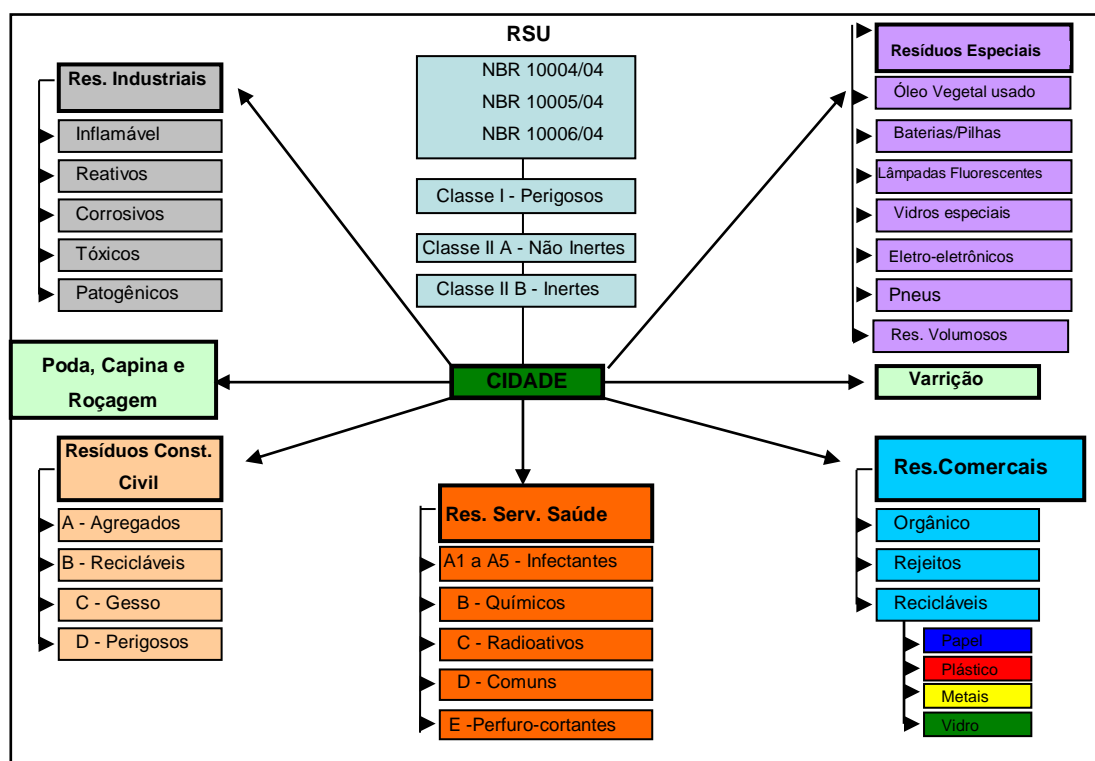 RSU
NBR 10004/04
NBR 10005/04
NBR 10006/04
Classe I - Perigosos
Classe II A - Não Inertes
Classe II B - Inertes
Res. Industriais
Inflamável
Reativos
Corrosivos
Tóxicos
Patogênicos
Resíduos Especiais
Óleo Vegetal usado
Baterias/Pilhas
Lâmpadas Fluorescentes
Vidros especiais
Eletro-eletrônicos
Pneus
Res. Volumosos
Poda, Capina e
Roçagem
CIDADE
Varrição
Resíduos Const.
Civil
A - Agregados
B - Recicláveis
C - Gesso
D - Perigosos
Res. Serv. Saúde
A1 a A5 - Infectantes
B - Químicos
C - Radioativos
D - Comuns
E -Perfuro-cortantes
Res.Comercais
Orgânico
Rejeitos
Recicláveis
Papel
Plástico
Metais
Vidro